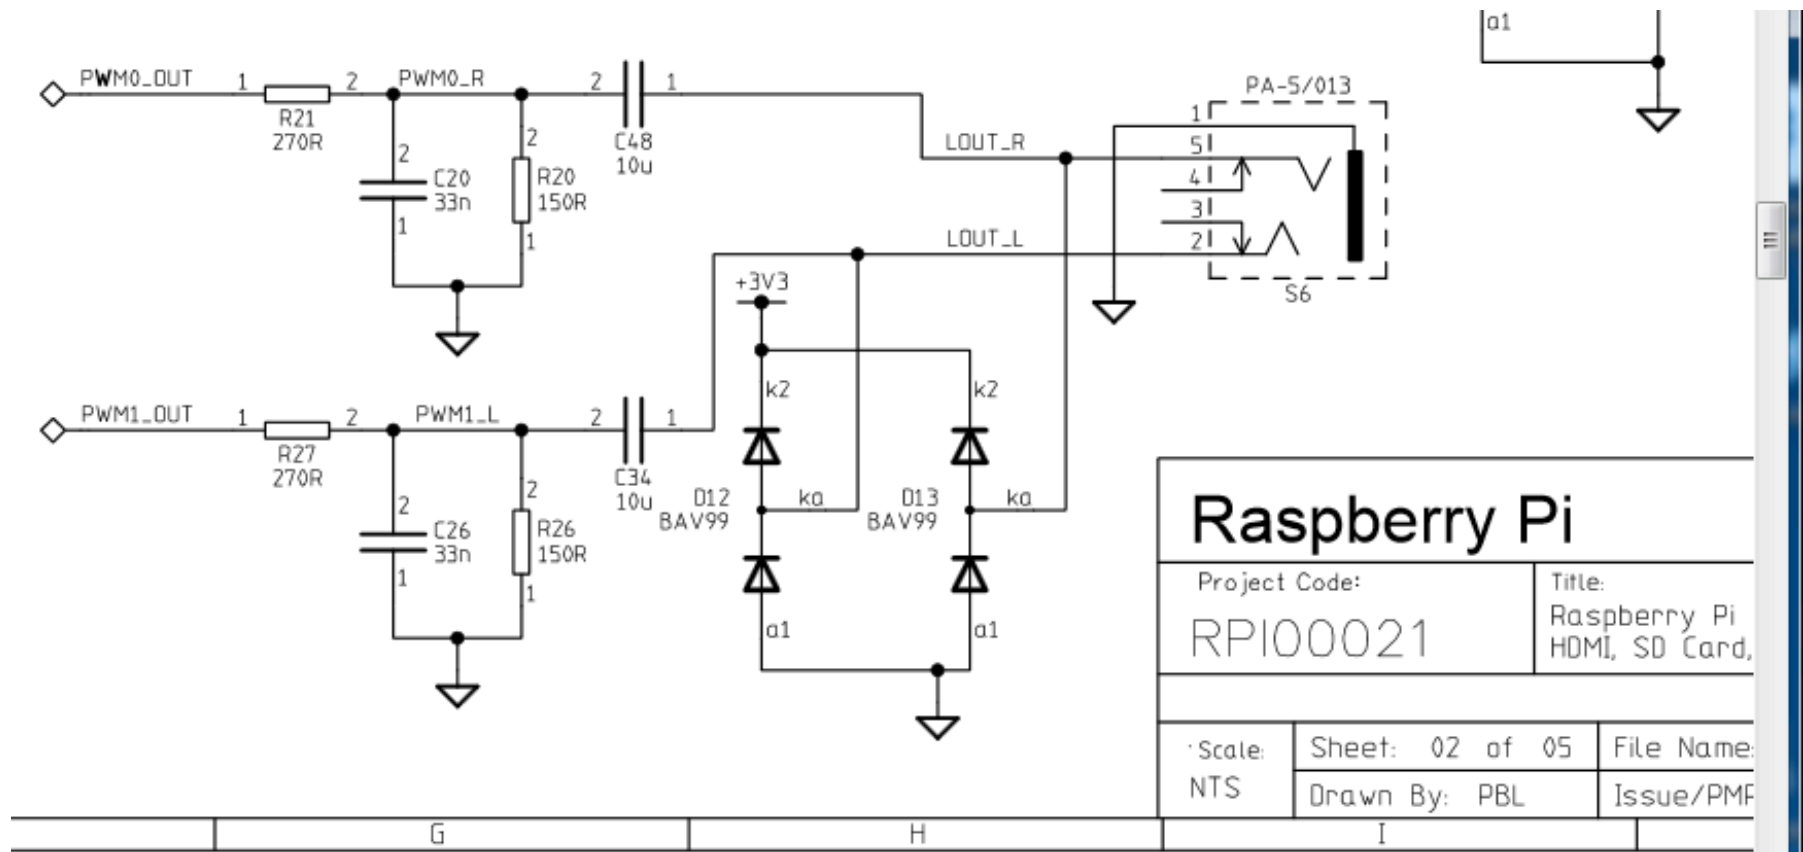 a1
PWM0_OUT
1
2
PWM0_R
2
1
R21
270R
2
C20
33n
1
2
R20
150R
1
C48
10u
LOUT_R
PA-5/013
1
5
4
3
2
S6
LOUT_L
+3V3
PWM1_OUT
1
2
PWM1_L
2
1
R27
270R
2
C26
33n
1
2
R26
150R
1
C34
10u
k2
k2
D12
BAV99
ka
D13
BAV99
ka
a1
a1
Raspberry Pi
Project Code:
RPI00021
Title:
Raspberry Pi
HDMI, SD Card,
Scale:
NTS
Sheet: 02 of 05
File Name:
Drawn By: PBL
Issue/PMP
G
H
I